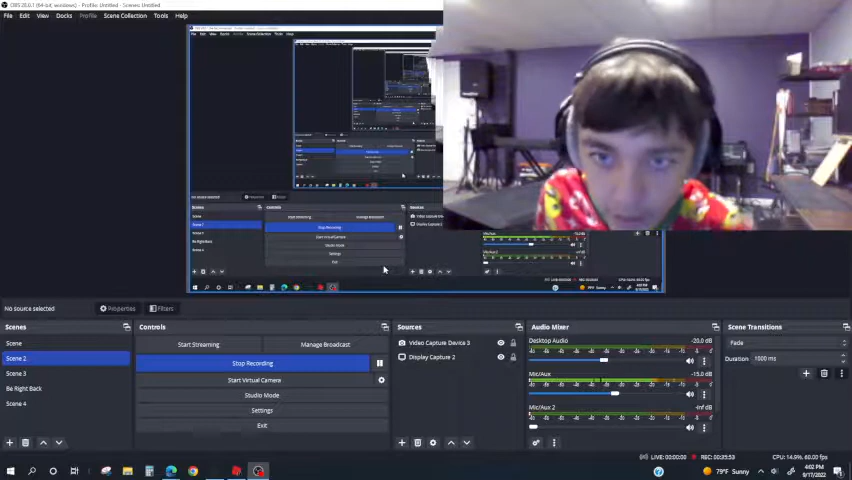 OBS 28.0.1 (64-bit, windows) - Profile: Untitled - Scenes: Untitled
File Edit View Docks Profile Scene Collection Tools Help
No source selected Properties Filters
Scenes
Scene
Scene 2
Scene 3
Be Right Back
Scene 4
Controls
Start Streaming Manage Broadcast
Stop Recording
Start Virtual Camera
Studio Mode
Settings
Exit
Sources
Video Capture Device 3
Display Capture 2
Audio Mixer
Desktop Audio -20.0 dB
Mic/Aux -15.0 dB
Mic/Aux 2 -inf dB
Scene Transitions
Fade
Duration 1000 ms
LIVE: 00:00:00 REC: 00:35:53 CPU: 14.9%, 60.00 fps
79°F Sunny
4:02 PM
9/17/2022